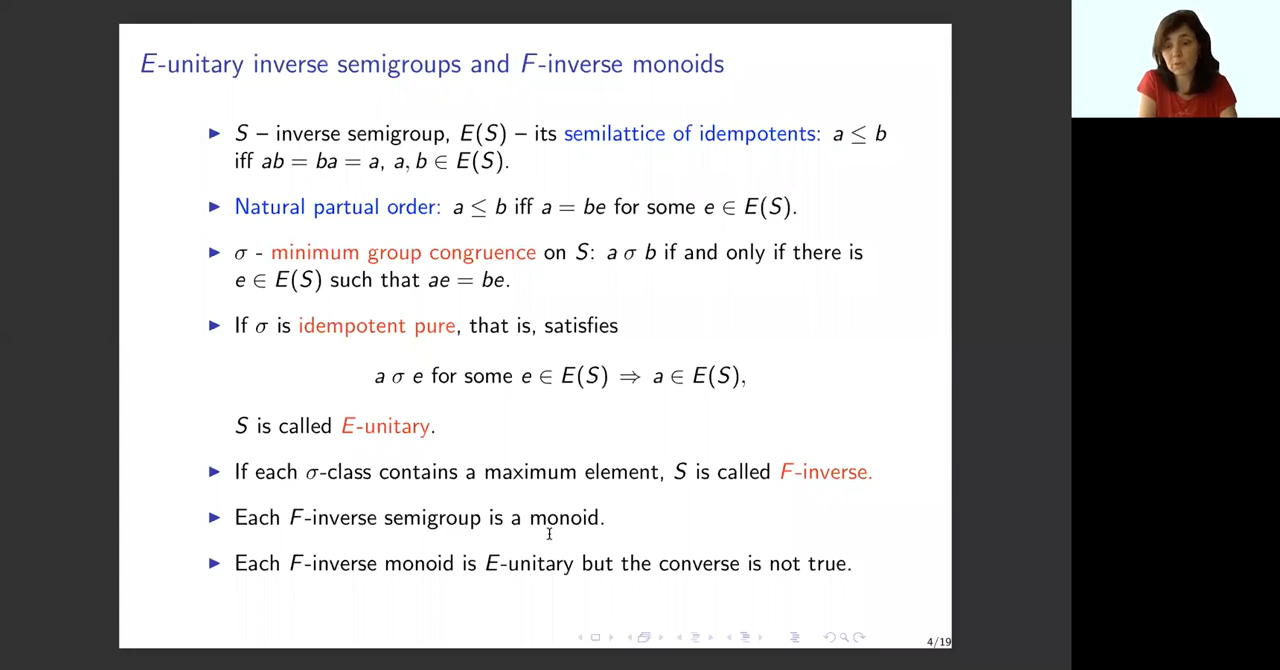 E-unitary inverse semigroups and F-inverse monoids
▶ S – inverse semigroup, E(S) – its semilattice of idempotents: a ≤ b
iff ab = ba = a, a, b ∈ E(S).
▶ Natural partual order: a ≤ b iff a = be for some e ∈ E(S).
▶ σ - minimum group congruence on S: a σ b if and only if there is
e ∈ E(S) such that ae = be.
▶ If σ is idempotent pure, that is, satisfies
a σ e for some e ∈ E(S) ⇒ a ∈ E(S),
S is called E-unitary.
▶ If each σ-class contains a maximum element, S is called F-inverse.
▶ Each F-inverse semigroup is a monoid.
▶ Each F-inverse monoid is E-unitary but the converse is not true.
4/19